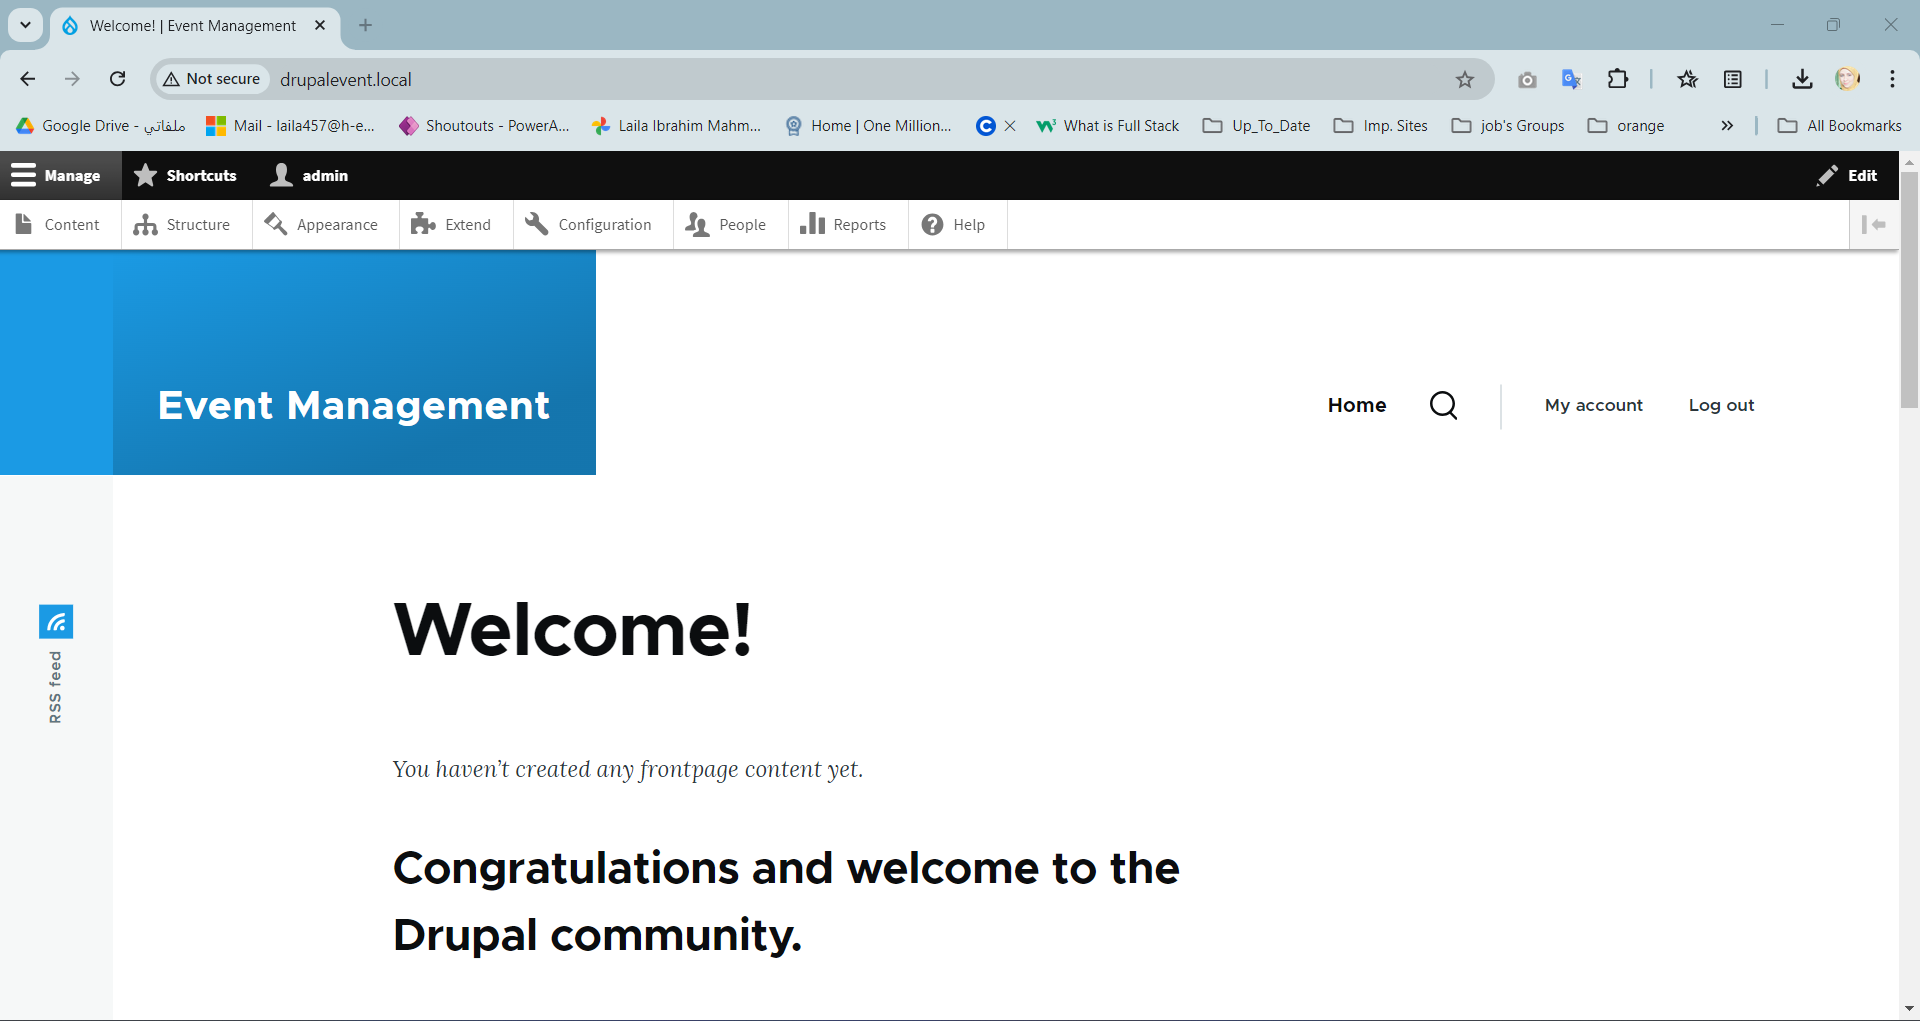 Welcome! | Event Management
Not secure
drupalevent.local
Google Drive - ملفاتي
Mail - laila457@h-e...
Shoutouts - PowerA...
Laila Ibrahim Mahm...
Home | One Million...
What is Full Stack
Up_To_Date
Imp. Sites
job's Groups
orange
All Bookmarks
Manage
Shortcuts
admin
Edit
Content
Structure
Appearance
Extend
Configuration
People
Reports
Help
Event Management
Home
My account
Log out
Welcome!
RSS feed
You haven’t created any frontpage content yet.
Congratulations and welcome to the
Drupal community.